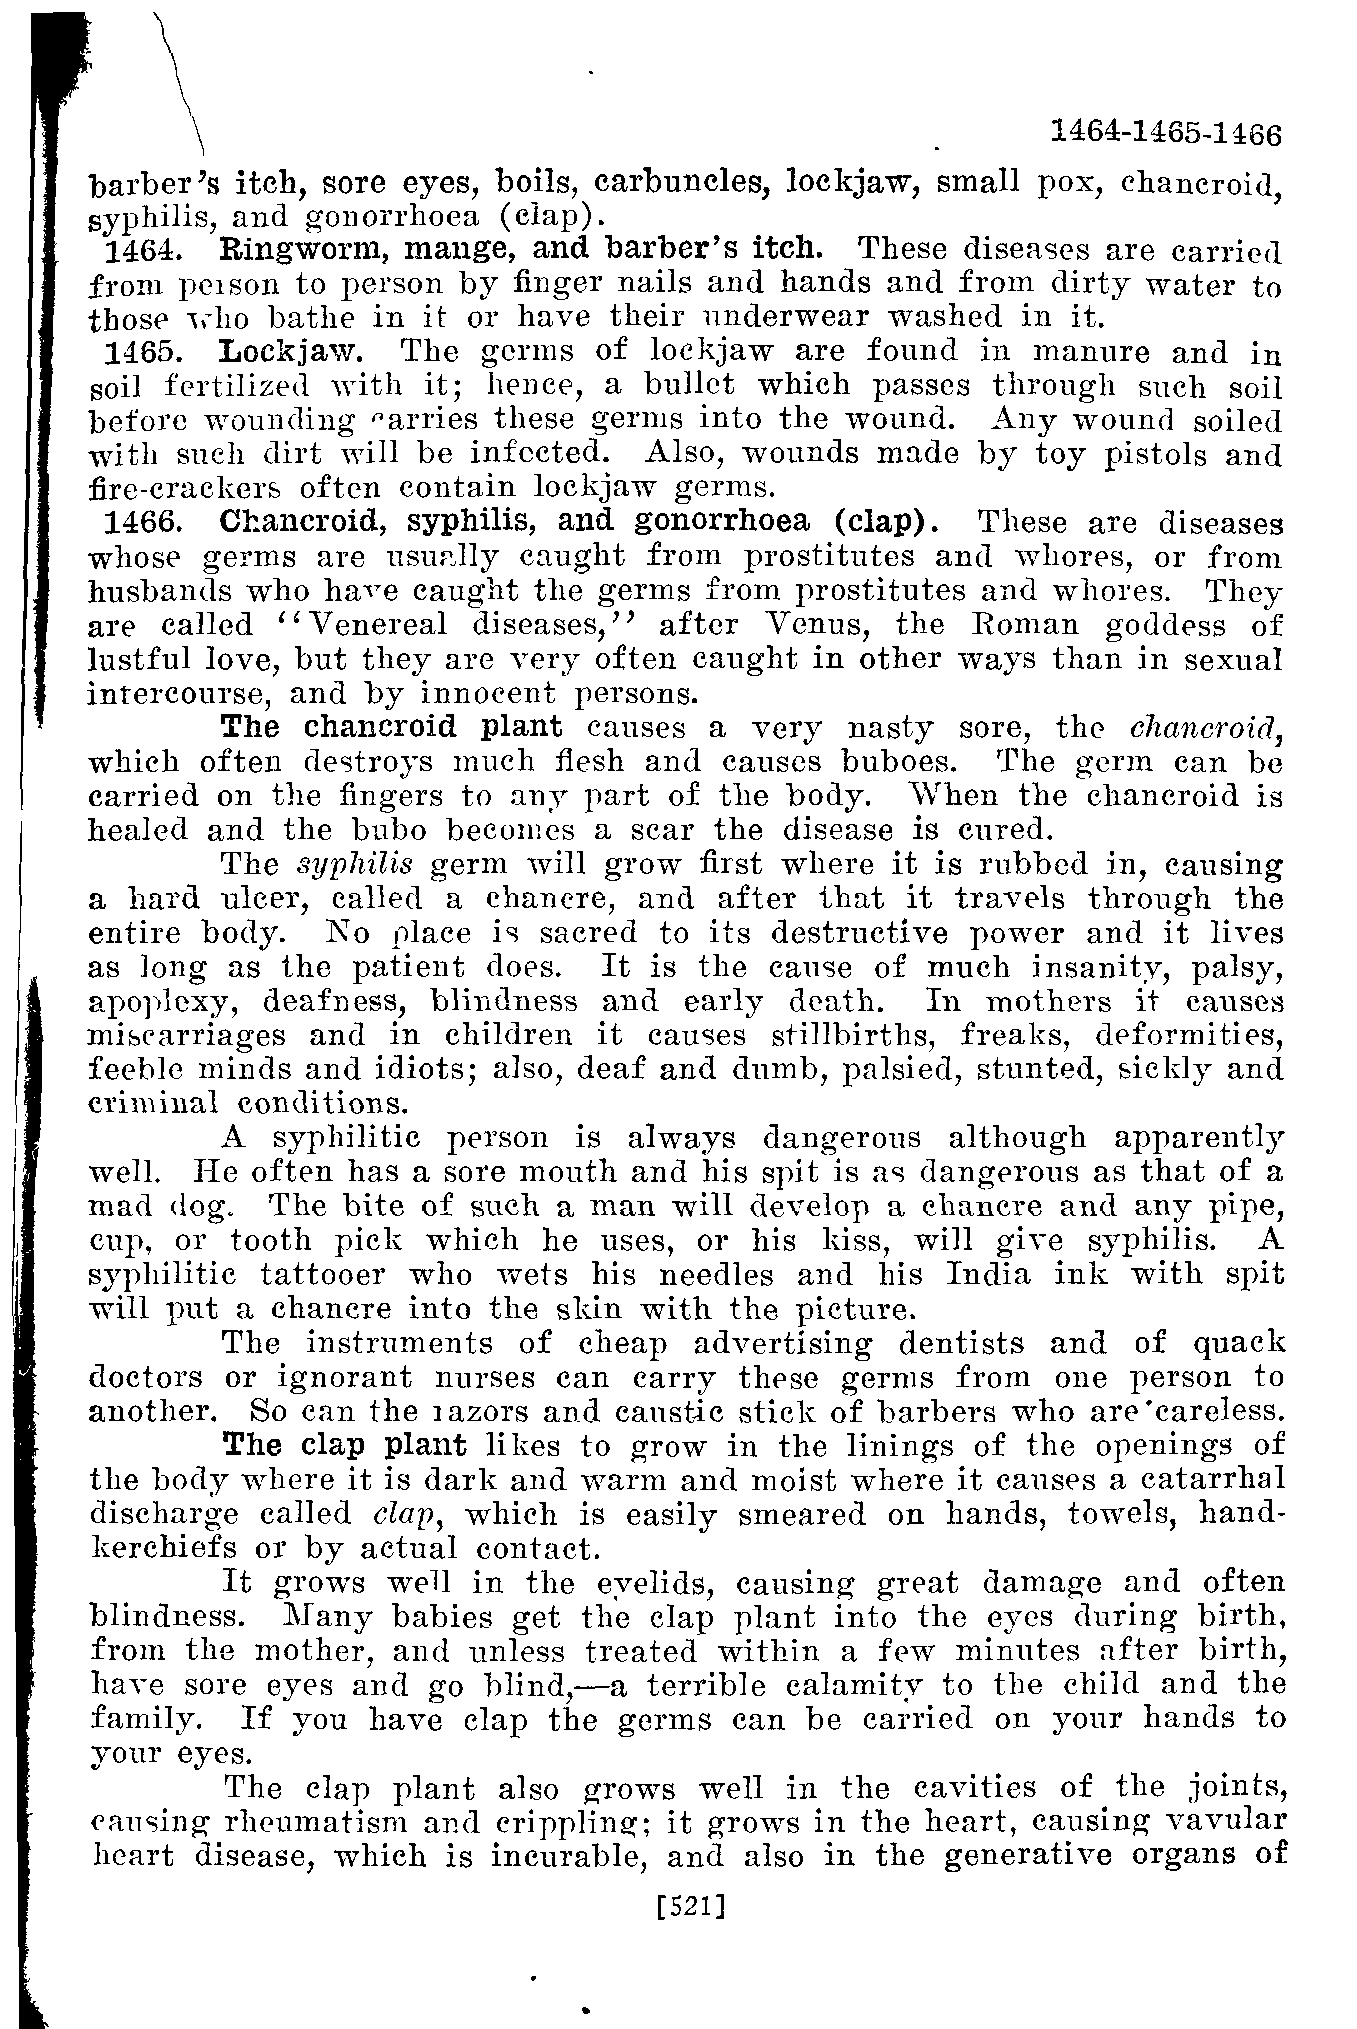 1464-1465-1466
barber's itch, sore eyes, boils, carbuncles, lockjaw, small pox, chancroid,
syphilis, and gonorrhoea (clap).
1464. Ringworm, mange, and barber's itch. These diseases are carried
from person to person by finger nails and hands and from dirty water to
those who bathe in it or have their underwear washed in it.
1465. Lockjaw. The germs of lockjaw are found in manure and in
soil fertilized with it; hence, a bullet which passes through such soil
before wounding carries these germs into the wound. Any wound soiled
with such dirt will be infected. Also, wounds made by toy pistols and
fire-crackers often contain lockjaw germs.
1466. Chancroid, syphilis, and gonorrhoea (clap). These are diseases
whose germs are usually caught from prostitutes and whores, or from
husbands who have caught the germs from prostitutes and whores. They
are called "Venereal diseases," after Venus, the Roman goddess of
lustful love, but they are very often caught in other ways than in sexual
intercourse, and by innocent persons.
The chancroid plant causes a very nasty sore, the chancroid,
which often destroys much flesh and causes buboes. The germ can be
carried on the fingers to any part of the body. When the chancroid is
healed and the bubo becomes a scar the disease is cured.
The syphilis germ will grow first where it is rubbed in, causing
a hard ulcer, called a chancre, and after that it travels through the
entire body. No place is sacred to its destructive power and it lives
as long as the patient does. It is the cause of much insanity, palsy,
apoplexy, deafness, blindness and early death. In mothers it causes
miscarriages and in children it causes stillbirths, freaks, deformities,
feeble minds and idiots; also, deaf and dumb, palsied, stunted, sickly and
criminal conditions.
A syphilitic person is always dangerous although apparently
well. He often has a sore mouth and his spit is as dangerous as that of a
mad dog. The bite of such a man will develop a chancre and any pipe,
cup, or tooth pick which he uses, or his kiss, will give syphilis. A
syphilitic tattooer who wets his needles and his India ink with spit
will put a chancre into the skin with the picture.
The instruments of cheap advertising dentists and of quack
doctors or ignorant nurses can carry these germs from one person to
another. So can the razors and caustic stick of barbers who are careless.
The clap plant likes to grow in the linings of the openings of
the body where it is dark and warm and moist where it causes a catarrhal
discharge called clap, which is easily smeared on hands, towels, hand-
kerchiefs or by actual contact.
It grows well in the eyelids, causing great damage and often
blindness. Many babies get the clap plant into the eyes during birth,
from the mother, and unless treated within a few minutes after birth,
have sore eyes and go blind,—a terrible calamity to the child and the
family. If you have clap the germs can be carried on your hands to
your eyes.
The clap plant also grows well in the cavities of the joints,
causing rheumatism and crippling; it grows in the heart, causing vavular
heart disease, which is incurable, and also in the generative organs of
[521]